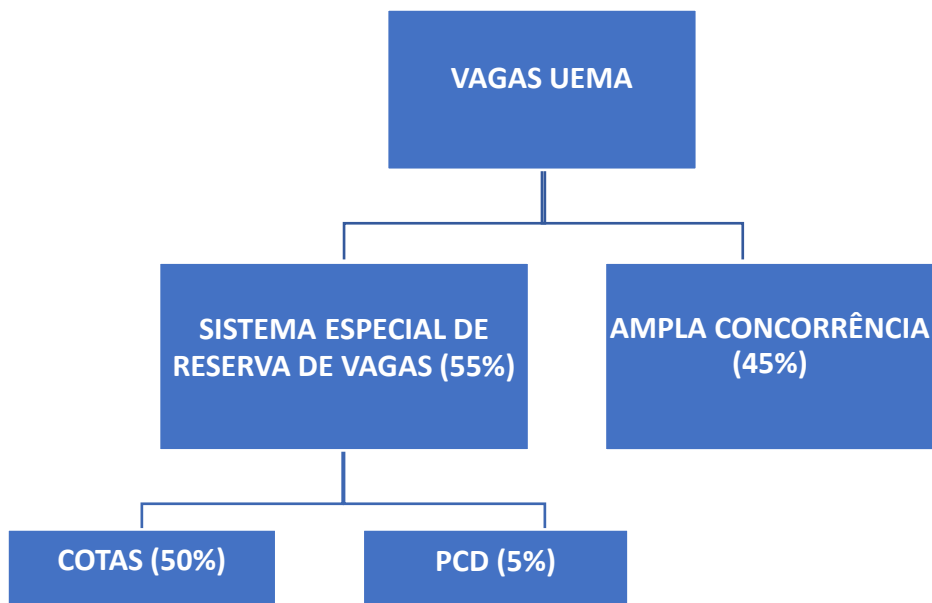 VAGAS UEMA
SISTEMA ESPECIAL DE
RESERVA DE VAGAS (55%)
AMPLA CONCORRÊNCIA
(45%)
COTAS (50%)
PCD (5%)